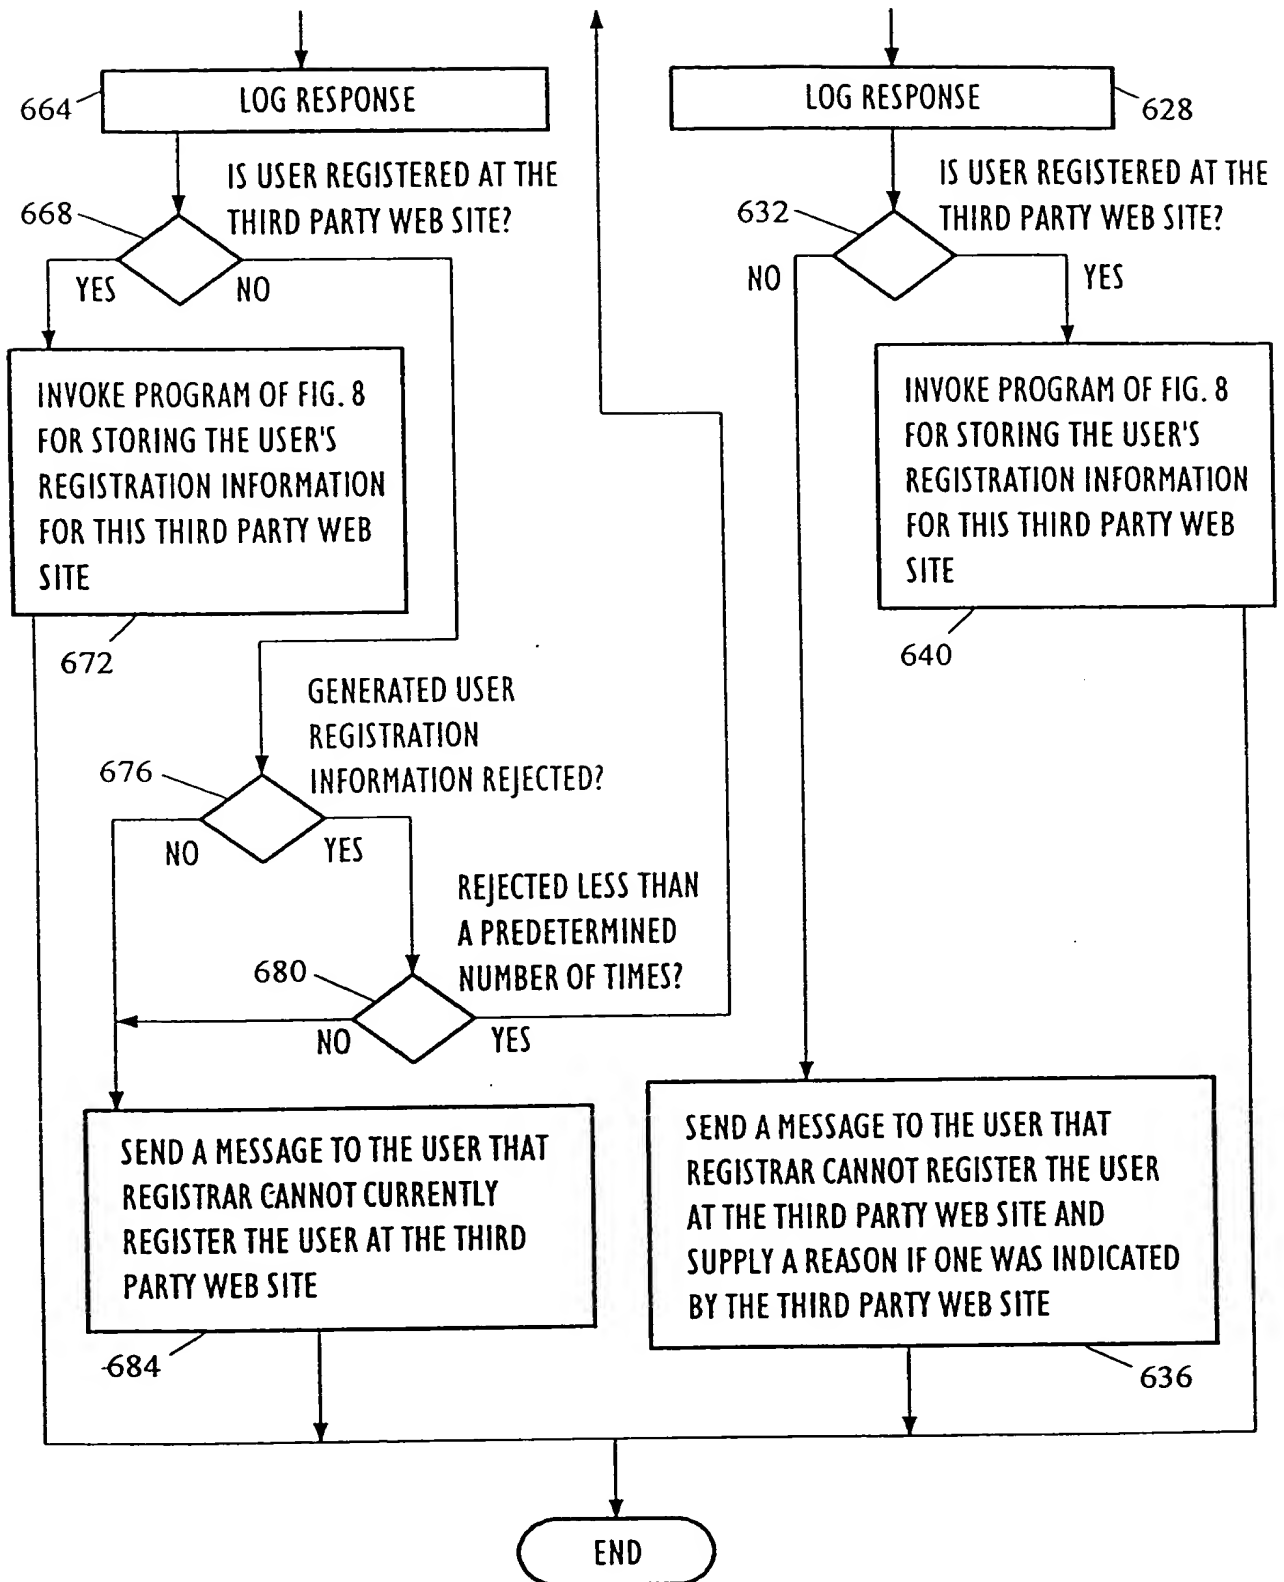 LOG RESPONSE
664
IS USER REGISTERED AT THE
THIRD PARTY WEB SITE?
668
YES
NO
INVOKE PROGRAM OF FIG. 8
FOR STORING THE USER'S
REGISTRATION INFORMATION
FOR THIS THIRD PARTY WEB
SITE
672
GENERATED USER
REGISTRATION
INFORMATION REJECTED?
676
NO
YES
REJECTED LESS THAN
A PREDETERMINED
NUMBER OF TIMES?
680
NO
YES
SEND A MESSAGE TO THE USER THAT
REGISTRAR CANNOT CURRENTLY
REGISTER THE USER AT THE THIRD
PARTY WEB SITE
684
LOG RESPONSE
628
IS USER REGISTERED AT THE
THIRD PARTY WEB SITE?
632
NO
YES
INVOKE PROGRAM OF FIG. 8
FOR STORING THE USER'S
REGISTRATION INFORMATION
FOR THIS THIRD PARTY WEB
SITE
640
SEND A MESSAGE TO THE USER THAT
REGISTRAR CANNOT REGISTER THE USER
AT THE THIRD PARTY WEB SITE AND
SUPPLY A REASON IF ONE WAS INDICATED
BY THE THIRD PARTY WEB SITE
636
END